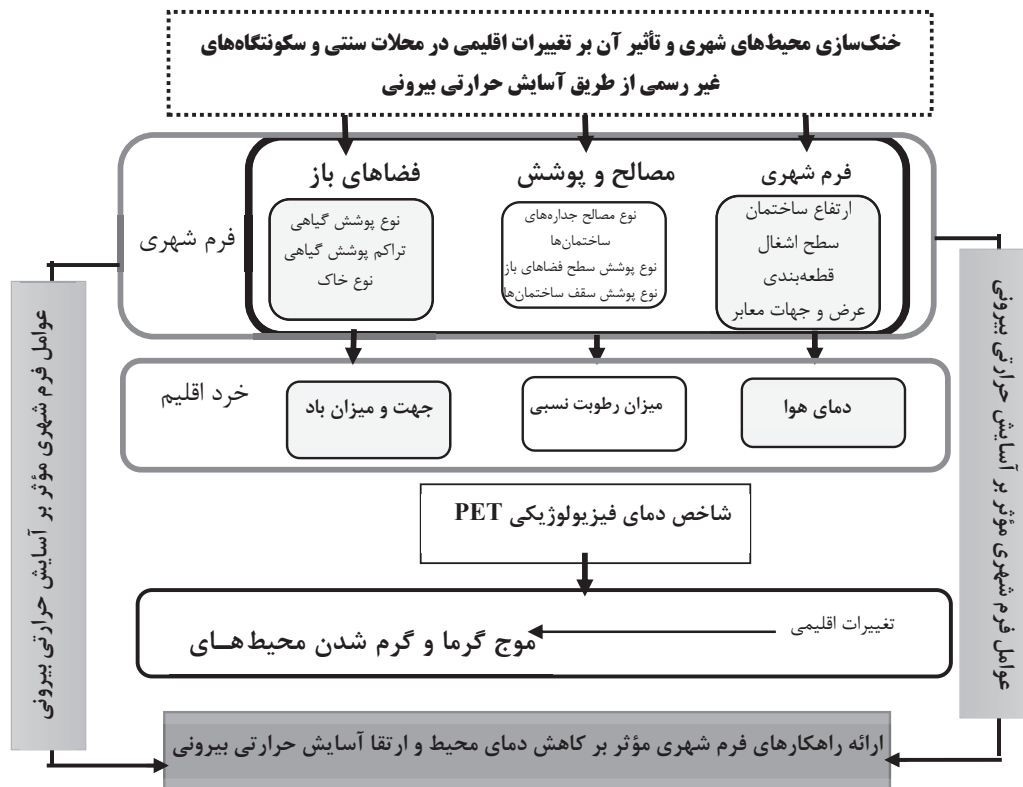 خنک‌سازی محیط‌های شهری و تأثیر آن بر تغییرات اقلیمی در محلات سنتی و سکونتگاه‌های
غیر رسمی از طریق آسایش حرارتی بیرونی
فرم شهری
فرم شهری
ارتفاع ساختمان
سطح اشغال
قطعه‌بندی
عرض و جهات معابر
مصالح و پوشش
نوع مصالح جداره‌های
ساختمان‌ها
نوع پوشش سطح فضاهای باز
نوع پوشش سقف ساختمان‌ها
فضاهای باز
نوع پوشش گیاهی
تراکم پوشش گیاهی
نوع خاک
خرد اقلیم
دمای هوا
میزان رطوبت نسبی
جهت و میزان باد
شاخص دمای فیزیولوژیکی PET
تغییرات اقلیمی
موج گرما و گرم شدن محیط‌هــای
عوامل فرم شهری مؤثر بر آسایش حرارتی بیرونی
عوامل فرم شهری مؤثر بر آسایش حرارتی بیرونی
ارائه راهکارهای فرم شهری مؤثر بر کاهش دمای محیط و ارتقا آسایش حرارتی بیرونی